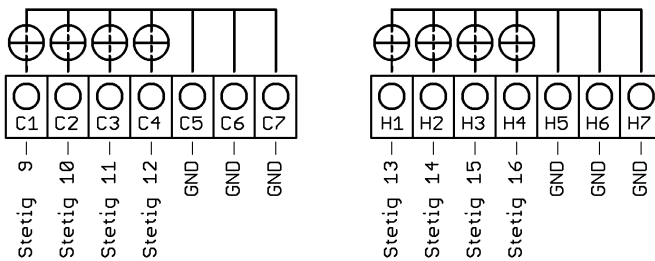 C1 C2 C3 C4 C5 C6 C7
H1 H2 H3 H4 H5 H6 H7
Stetig 9
Stetig 10
Stetig 11
Stetig 12
GND
GND
GND
Stetig 13
Stetig 14
Stetig 15
Stetig 16
GND
GND
GND